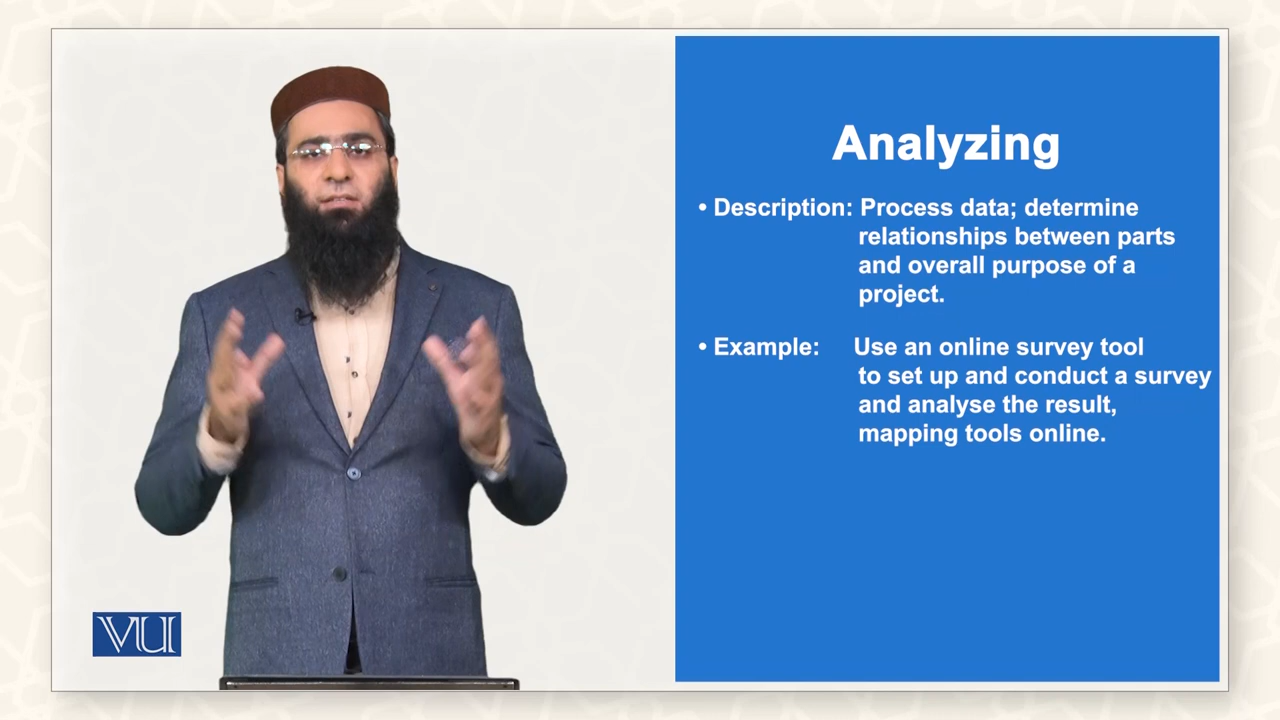 Analyzing
• Description: Process data; determine
relationships between parts
and overall purpose of a
project.
• Example: Use an online survey tool
to set up and conduct a survey
and analyse the result,
mapping tools online.
VU